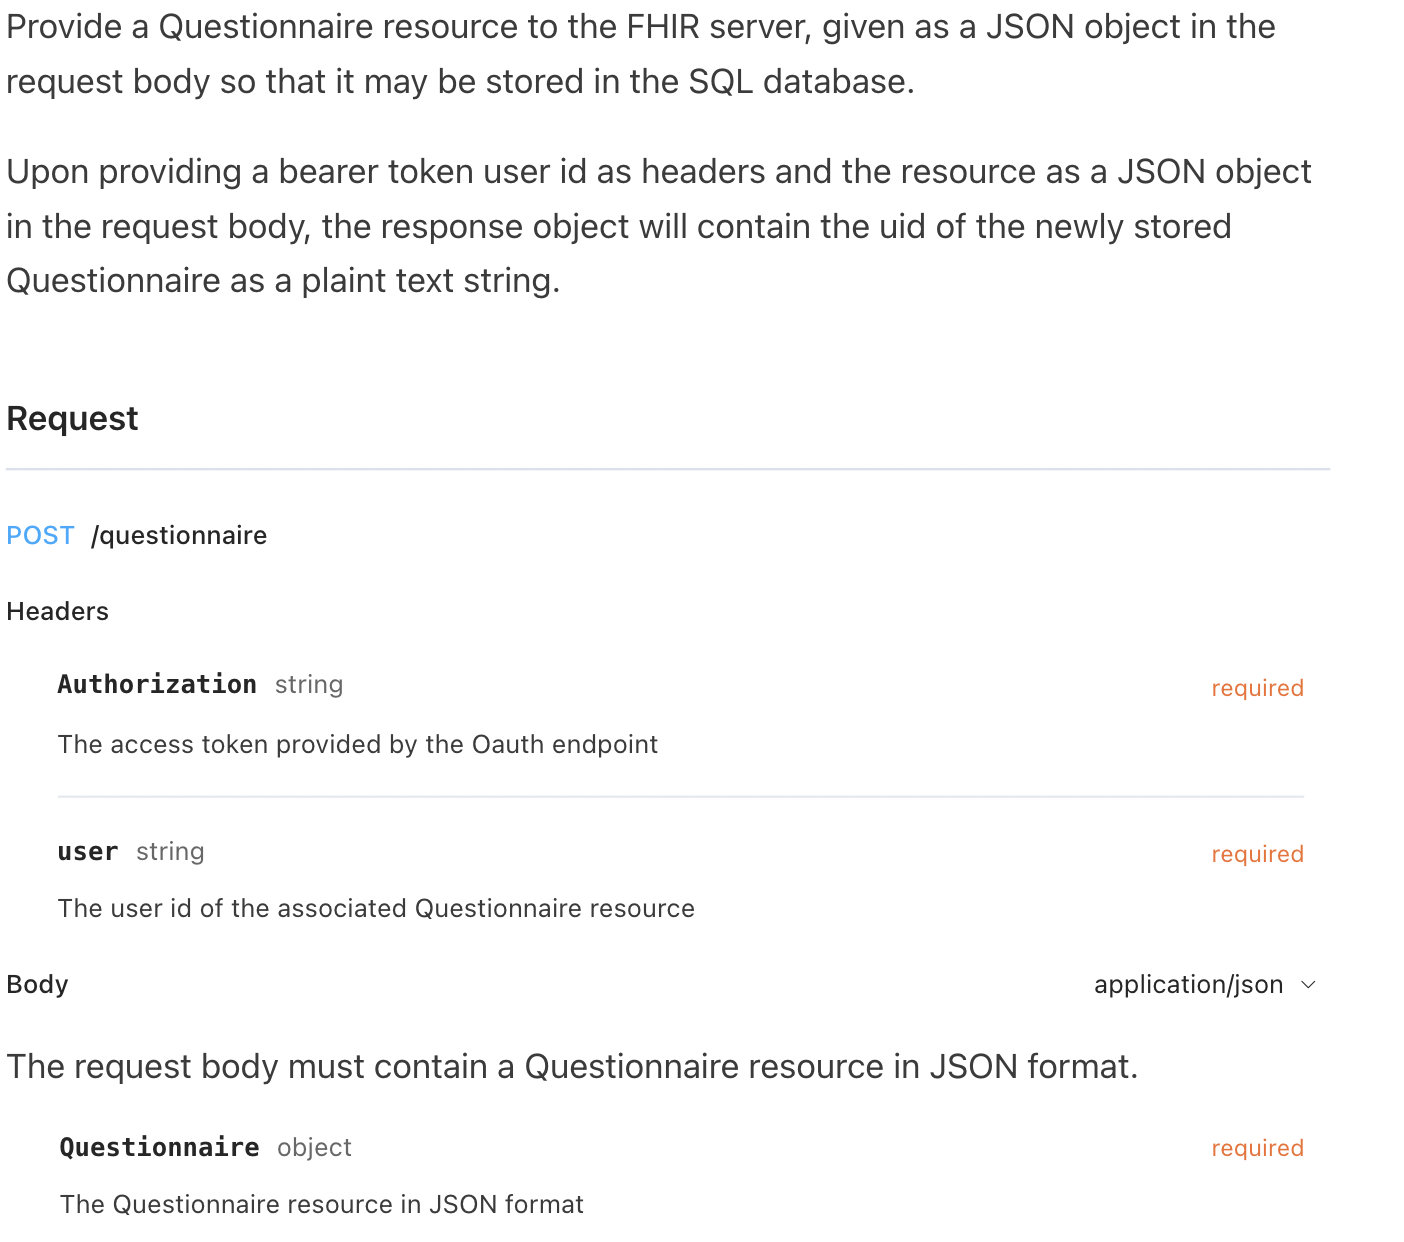 Provide a Questionnaire resource to the FHIR server, given as a JSON object in the
request body so that it may be stored in the SQL database.
Upon providing a bearer token user id as headers and the resource as a JSON object
in the request body, the response object will contain the uid of the newly stored
Questionnaire as a plaint text string.
Request
POST /questionnaire
Headers
Authorization string required
The access token provided by the Oauth endpoint
user string required
The user id of the associated Questionnaire resource
Body application/json
The request body must contain a Questionnaire resource in JSON format.
Questionnaire object required
The Questionnaire resource in JSON format